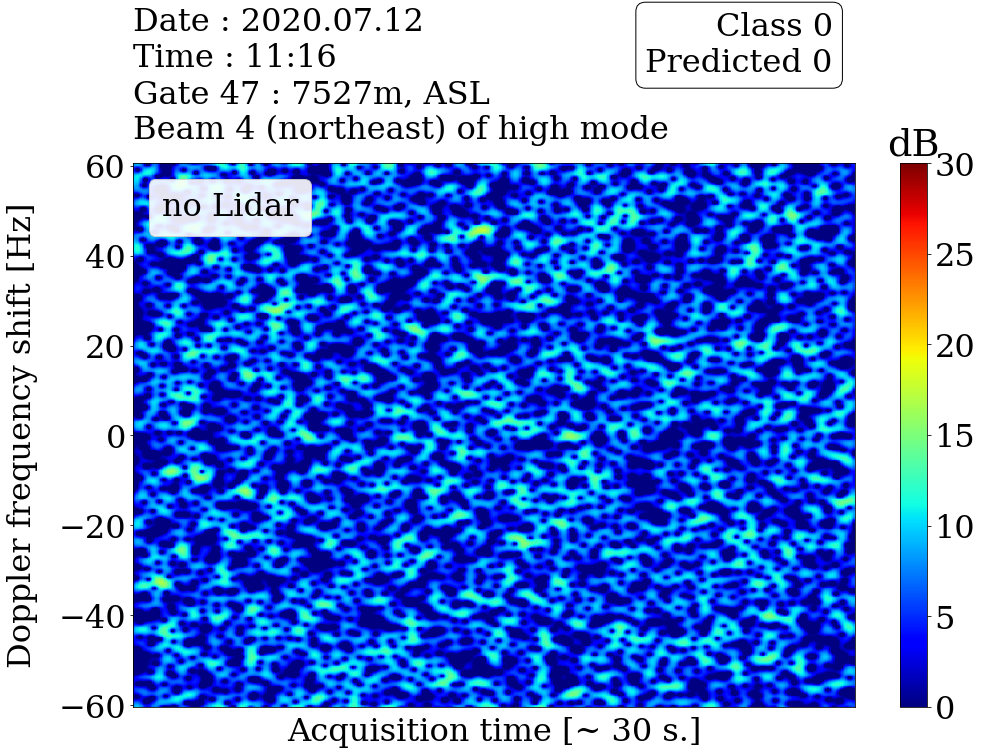 Date : 2020.07.12
Time : 11:16
Gate 47 : 7527m, ASL
Beam 4 (northeast) of high mode
Class 0
Predicted 0
dB
no Lidar
Doppler frequency shift [Hz]
60
40
20
0
−20
−40
−60
Acquisition time [~ 30 s.]
30
25
20
15
10
5
0